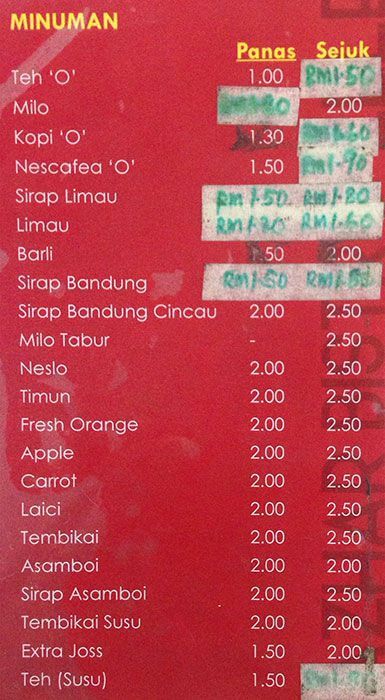 MINUMAN
Panas Sejuk
Teh ‘O’ 1.00 RM1.50
Milo 2.00
Kopi ‘O’ 1.30 RM1.60
Nescafea ‘O’ 1.50 RM1.90
Sirap Limau RM1.50 RM1.80
Limau RM1.20 RM1.60
Barli 1.50 2.00
Sirap Bandung RM1.50
Sirap Bandung Cincau 2.00 2.50
Milo Tabur - 2.50
Neslo 2.00 2.50
Timun 2.00 2.50
Fresh Orange 2.00 2.50
Apple 2.00 2.50
Carrot 2.00 2.50
Laici 2.00 2.50
Tembikai 2.00 2.50
Asamboi 2.00 2.50
Sirap Asamboi 2.00 2.50
Tembikai Susu 2.00 2.50
Extra Joss 1.50 2.00
Teh (Susu) 1.50